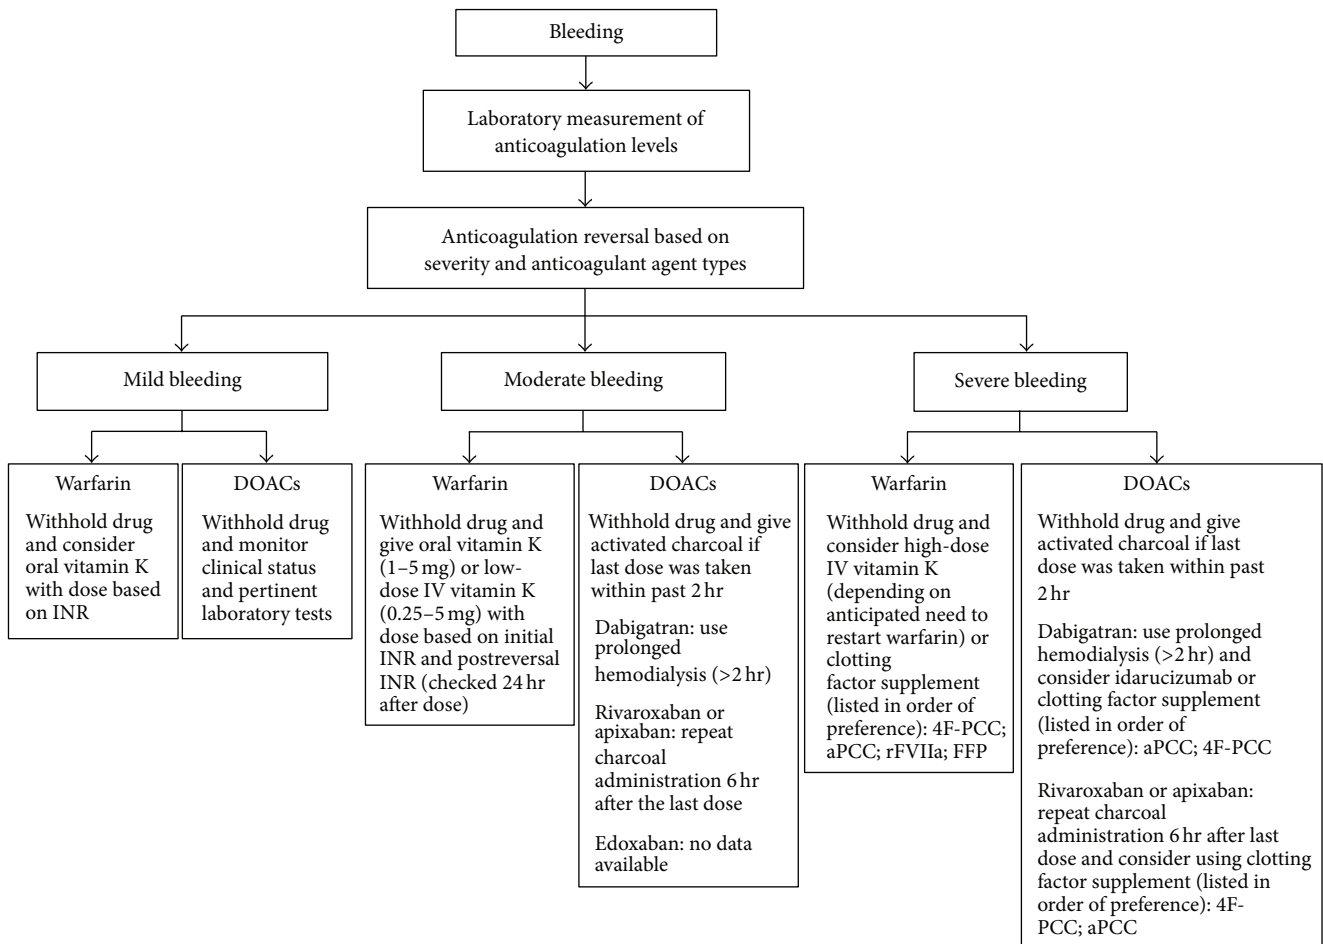 Bleeding
Laboratory measurement of
anticoagulation levels
Anticoagulation reversal based on
severity and anticoagulant agent types
Mild bleeding
Moderate bleeding
Severe bleeding
Warfarin
Withhold drug
and consider
oral vitamin K
with dose based
on INR
DOACs
Withhold drug
and monitor
clinical status
and pertinent
laboratory tests
Warfarin
Withhold drug and
give oral vitamin K
(1–5 mg) or low-
dose IV vitamin K
(0.25–5 mg) with
dose based on initial
INR and postreversal
INR (checked 24 hr
after dose)
DOACs
Withhold drug and give
activated charcoal if
last dose was taken
within past 2 hr
Dabigatran: use
prolonged
hemodialysis (>2 hr)
Rivaroxaban or
apixaban: repeat
charcoal
administration 6 hr
after the last dose
Edoxaban: no data
available
Warfarin
Withhold drug and
consider high-dose
IV vitamin K
(depending on
anticipated need to
restart warfarin) or
clotting
factor supplement
(listed in order of
preference): 4F-PCC;
aPCC; rFVIIa; FFP
DOACs
Withhold drug and give
activated charcoal if last
dose was taken within past
2 hr
Dabigatran: use prolonged
hemodialysis (>2 hr) and
consider idarucizumab or
clotting factor supplement
(listed in order of
preference): aPCC; 4F-PCC
Rivaroxaban or apixaban:
repeat charcoal
administration 6 hr after last
dose and consider using clotting
factor supplement (listed in
order of preference): 4F-
PCC; aPCC